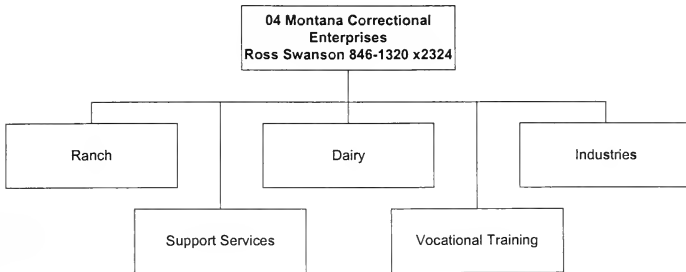 04 Montana Correctional
Enterprises
Ross Swanson 846-1320 x2324
Ranch
Dairy
Industries
Support Services
Vocational Training